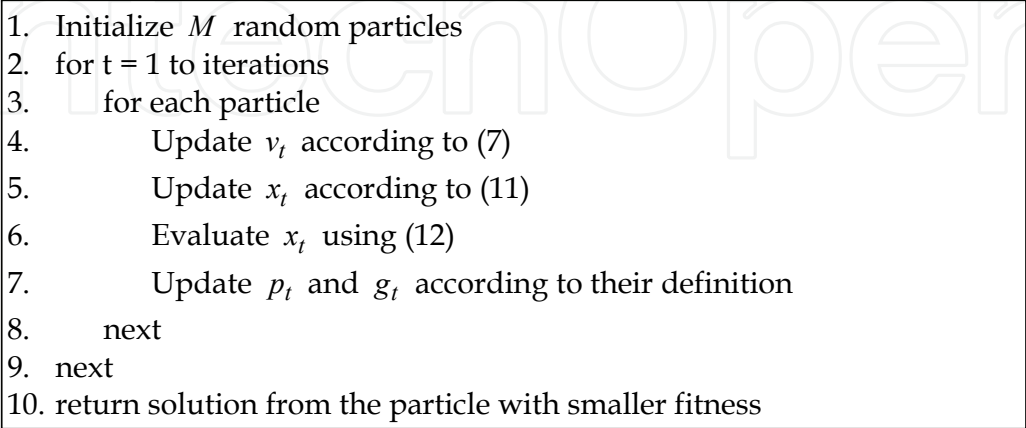 1. Initialize M random particles
2. for t = 1 to iterations
3. for each particle
4. Update v_t according to (7)
5. Update x_t according to (11)
6. Evaluate x_t using (12)
7. Update p_t and g_t according to their definition
8. next
9. next
10. return solution from the particle with smaller fitness